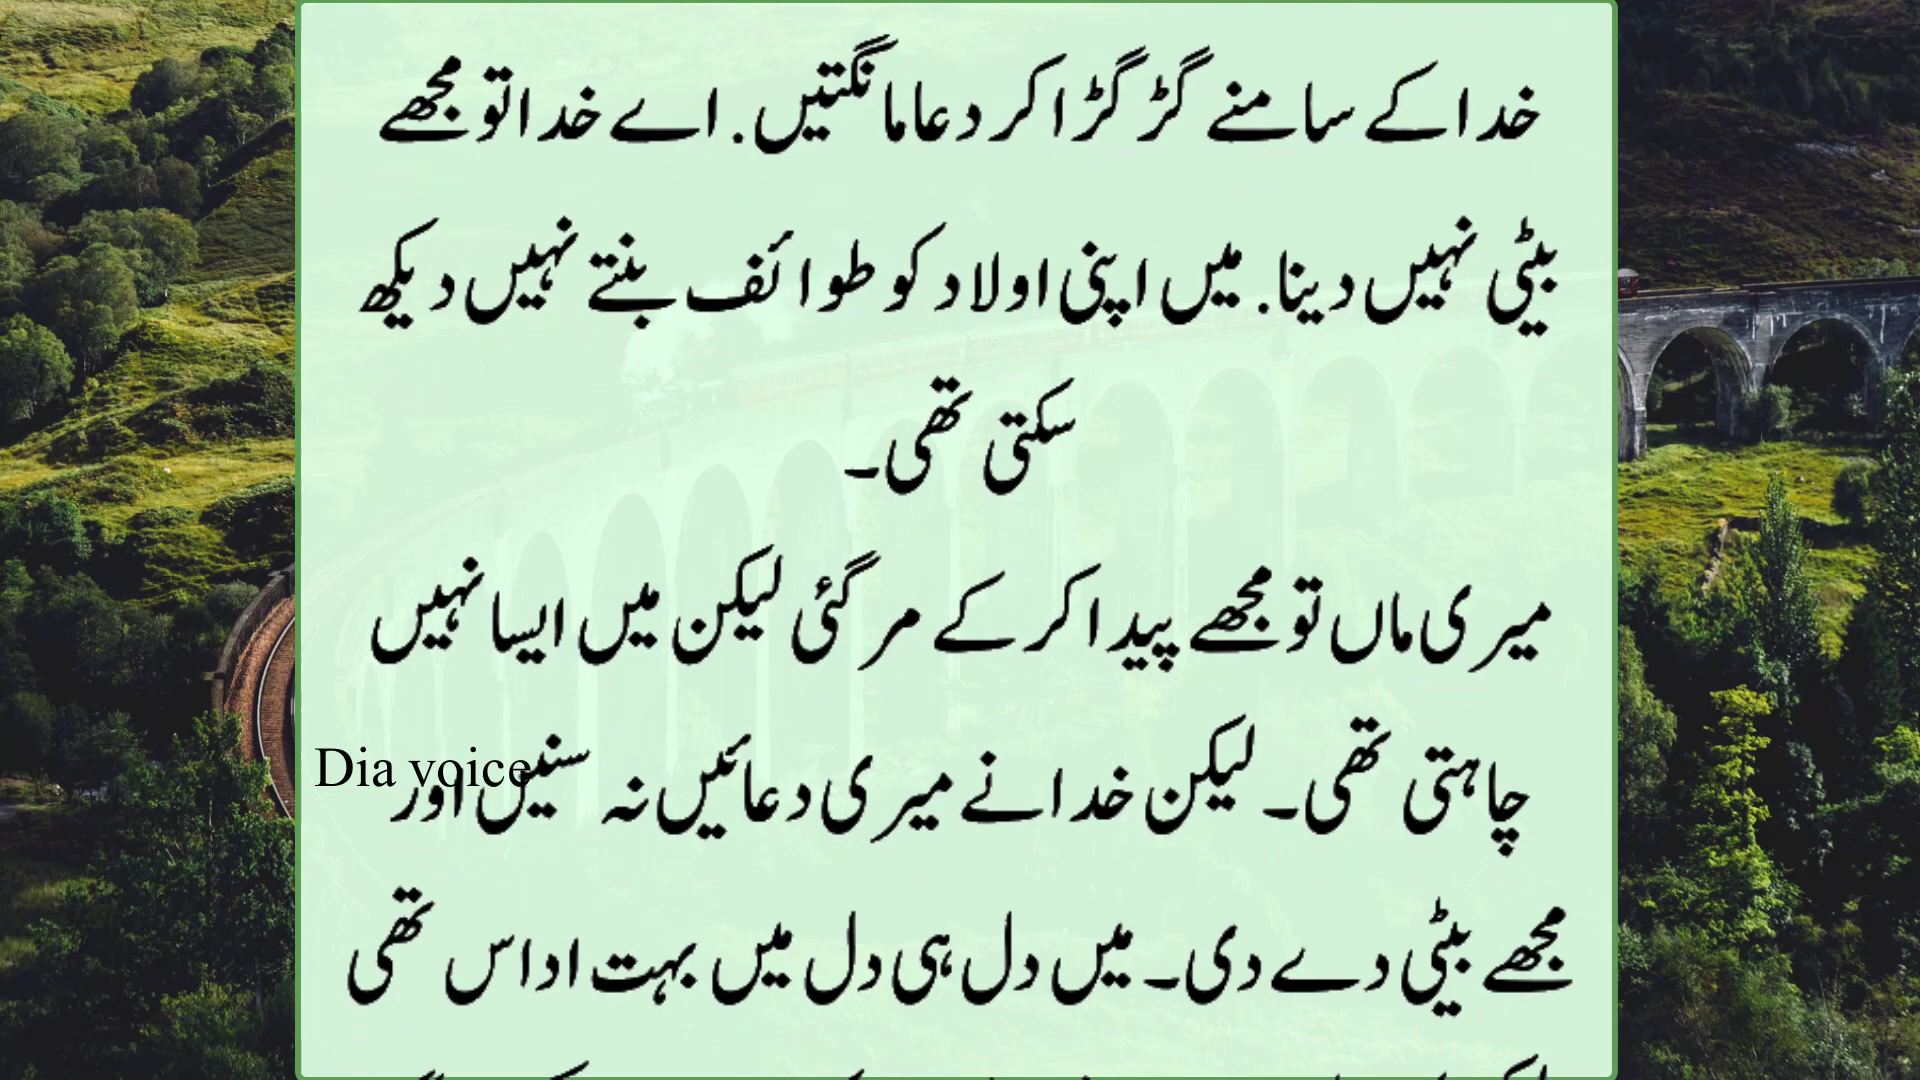 خدا کے سامنے گڑگڑا کر دعا مانگتیں. اے خدا تو مجھے
بیٹی نہیں دینا. میں اپنی اولاد کو طوائف بنتے نہیں دیکھ
سکتی تھی۔
میری ماں تو مجھے پیدا کر کے مر گئی لیکن میں ایسا نہیں
چاہتی تھی۔ لیکن خدا نے میری دعائیں نہ سنیں اور
Dia voice
مجھے بیٹی دے دی۔ میں دل ہی دل میں بہت اداس تھی